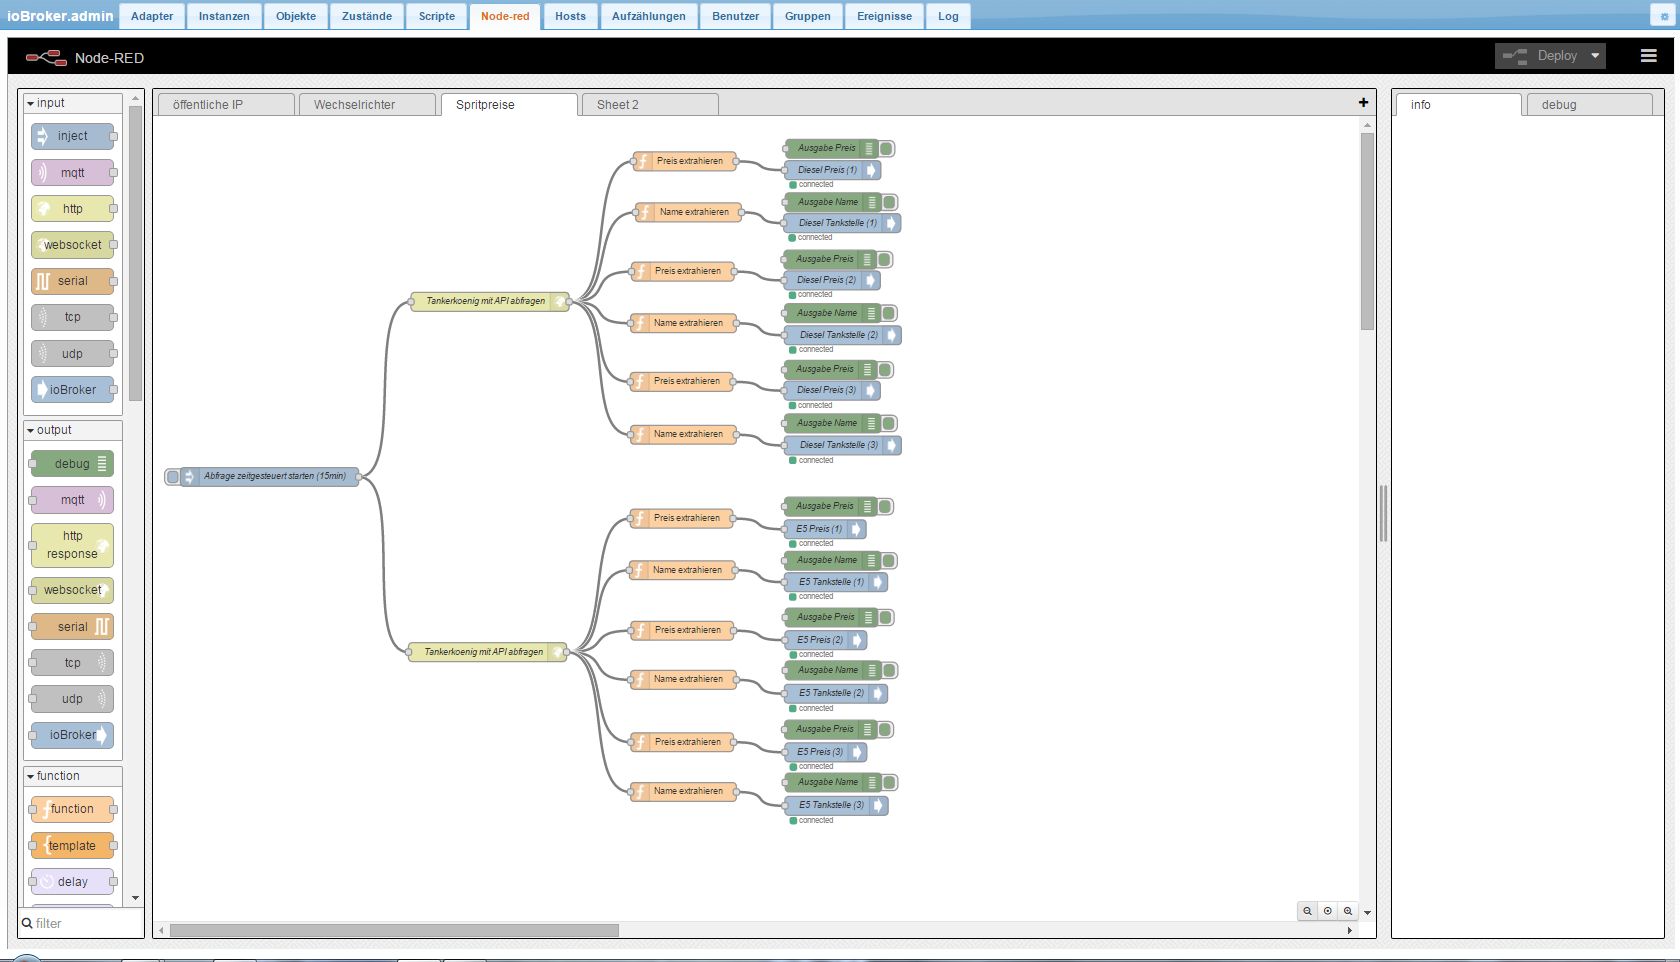 ioBroker.admin Adapter Instanzen Objekte Zustände Scripte Node-red Hosts Aufzählungen Benutzer Gruppen Ereignisse Log
Node-RED Deploy
input
inject
mqtt
http
websocket
serial
tcp
udp
ioBroker
output
debug
mqtt
http
response
websocket
serial
tcp
udp
ioBroker
function
function
template
delay
filter
öffentliche IP Wechselrichter Spritpreise Sheet 2 +
Abfrage zeitgesteuert starten (15min)
Tankerkoenig mit API abfragen
Preis extrahieren
Ausgabe Preis
Diesel Preis (1)
connected
Name extrahieren
Ausgabe Name
Diesel Tankstelle (1)
connected
Preis extrahieren
Ausgabe Preis
Diesel Preis (2)
connected
Name extrahieren
Ausgabe Name
Diesel Tankstelle (2)
connected
Preis extrahieren
Ausgabe Preis
Diesel Preis (3)
connected
Name extrahieren
Ausgabe Name
Diesel Tankstelle (3)
connected
Tankerkoenig mit API abfragen
Preis extrahieren
Ausgabe Preis
E5 Preis (1)
connected
Name extrahieren
Ausgabe Name
E5 Tankstelle (1)
connected
Preis extrahieren
Ausgabe Preis
E5 Preis (2)
connected
Name extrahieren
Ausgabe Name
E5 Tankstelle (2)
connected
Preis extrahieren
Ausgabe Preis
E5 Preis (3)
connected
Name extrahieren
Ausgabe Name
E5 Tankstelle (3)
connected
info debug